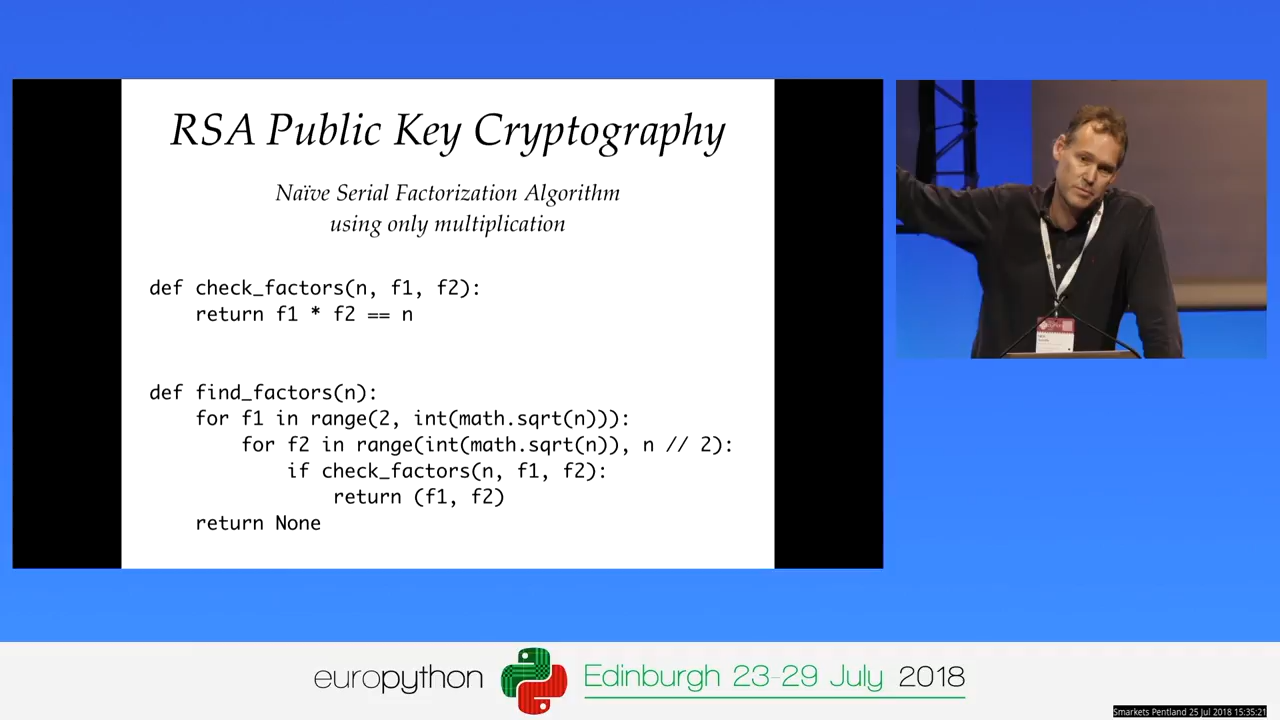 RSA Public Key Cryptography
Naïve Serial Factorization Algorithm
using only multiplication
def check_factors(n, f1, f2):
    return f1 * f2 == n
def find_factors(n):
    for f1 in range(2, int(math.sqrt(n))):
        for f2 in range(int(math.sqrt(n)), n // 2):
            if check_factors(n, f1, f2):
                return (f1, f2)
    return None
europython
Edinburgh 23-29 July 2018
Smarkets Pentland 25 Jul 2018 15:35:21